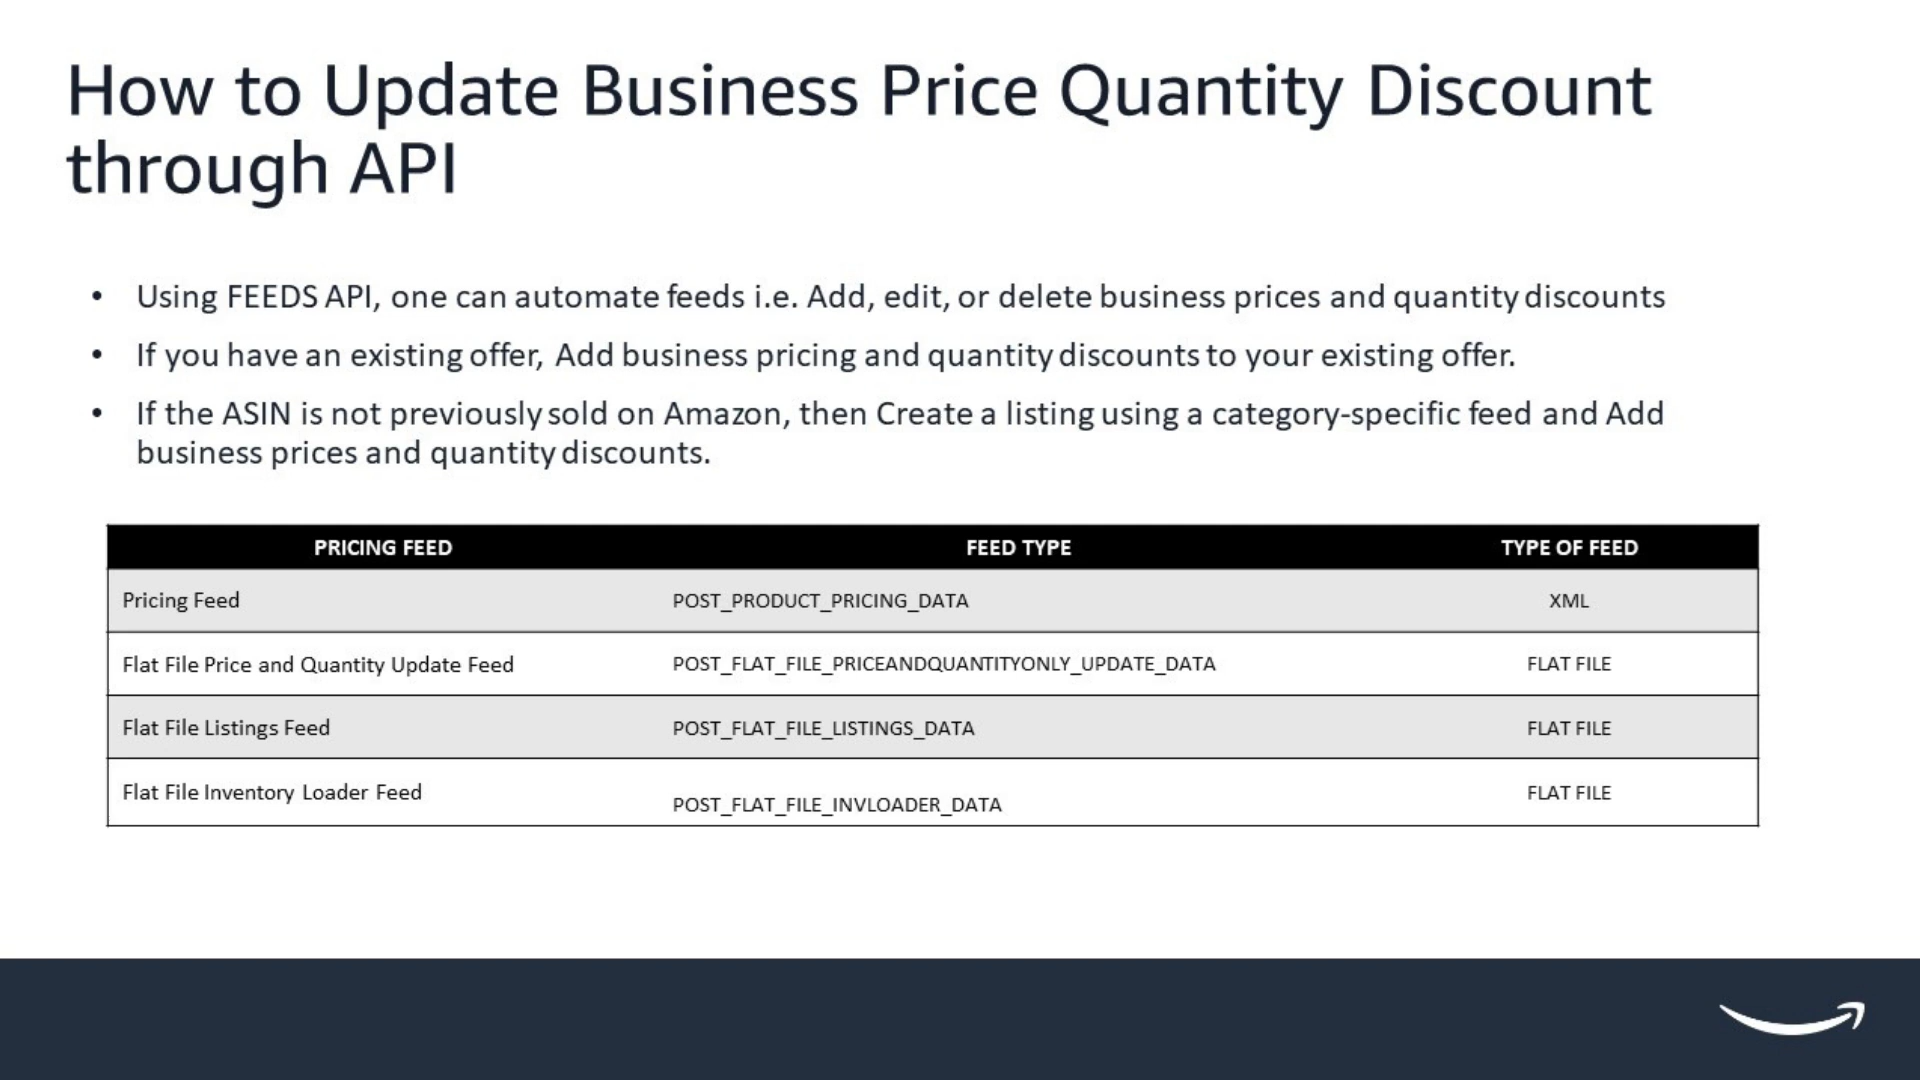 How to Update Business Price Quantity Discount
through API
• Using FEEDS API, one can automate feeds i.e. Add, edit, or delete business prices and quantity discounts
• If you have an existing offer, Add business pricing and quantity discounts to your existing offer.
• If the ASIN is not previously sold on Amazon, then Create a listing using a category-specific feed and Add
business prices and quantity discounts.
PRICING FEED FEED TYPE TYPE OF FEED
Pricing Feed POST_PRODUCT_PRICING_DATA XML
Flat File Price and Quantity Update Feed POST_FLAT_FILE_PRICEANDQUANTITYONLY_UPDATE_DATA FLAT FILE
Flat File Listings Feed POST_FLAT_FILE_LISTINGS_DATA FLAT FILE
Flat File Inventory Loader Feed POST_FLAT_FILE_INVLOADER_DATA FLAT FILE